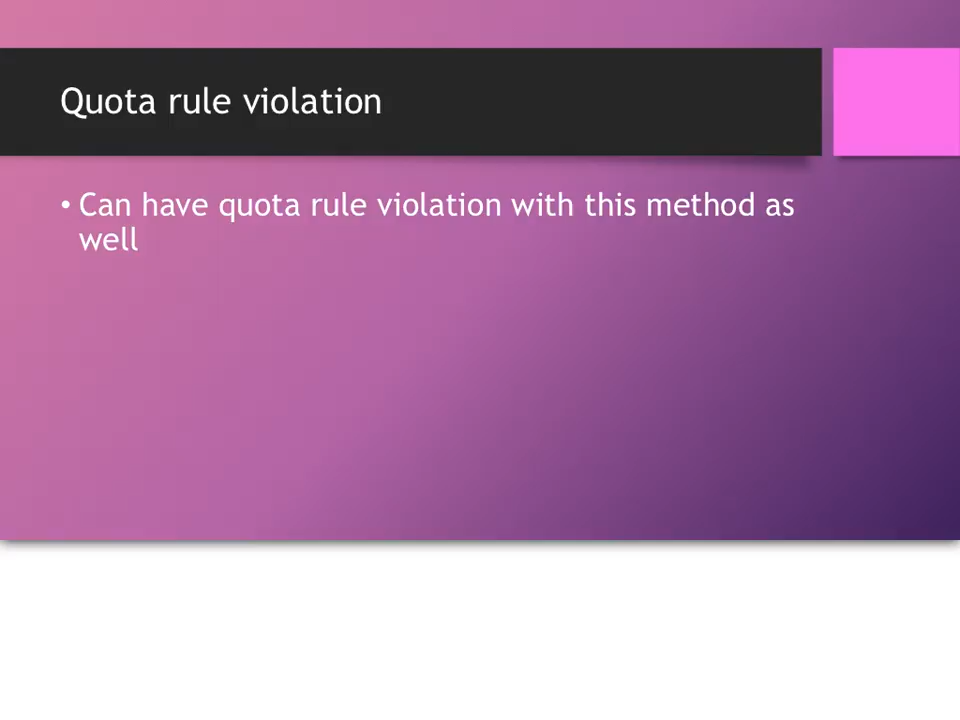 Quota rule violation
• Can have quota rule violation with this method as
well